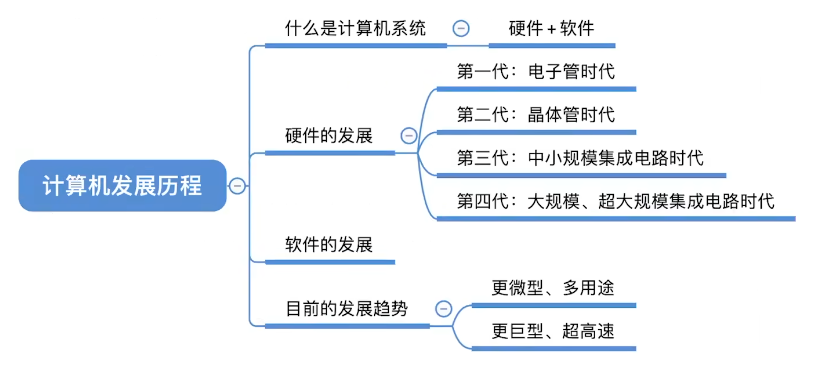 计算机发展历程
什么是计算机系统
硬件 + 软件
硬件的发展
第一代：电子管时代
第二代：晶体管时代
第三代：中小规模集成电路时代
第四代：大规模、超大规模集成电路时代
软件的发展
目前的发展趋势
更微型、多用途
更巨型、超高速